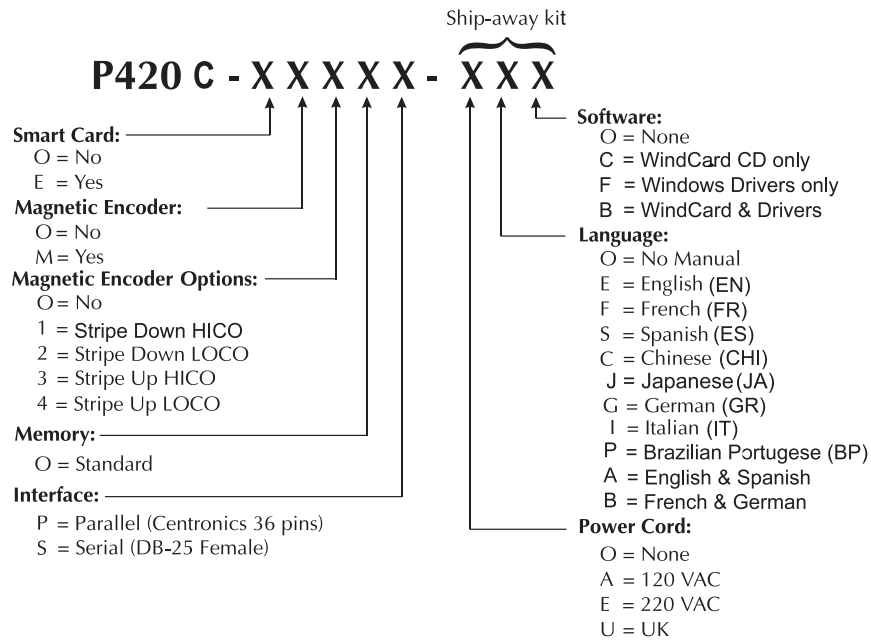 Ship-away kit
P420 C - X X X X X - X X X
Smart Card:
O = No
E = Yes
Magnetic Encoder:
O = No
M = Yes
Magnetic Encoder Options:
O = No
1 = Stripe Down HICO
2 = Stripe Down LOCO
3 = Stripe Up HICO
4 = Stripe Up LOCO
Memory:
O = Standard
Interface:
P = Parallel (Centronics 36 pins)
S = Serial (DB-25 Female)
Software:
O = None
C = WindCard CD only
F = Windows Drivers only
B = WindCard & Drivers
Language:
O = No Manual
E = English (EN)
F = French (FR)
S = Spanish (ES)
C = Chinese (CHI)
J = Japanese (JA)
G = German (GR)
I = Italian (IT)
P = Brazilian Portugese (BP)
A = English & Spanish
B = French & German
Power Cord:
O = None
A = 120 VAC
E = 220 VAC
U = UK